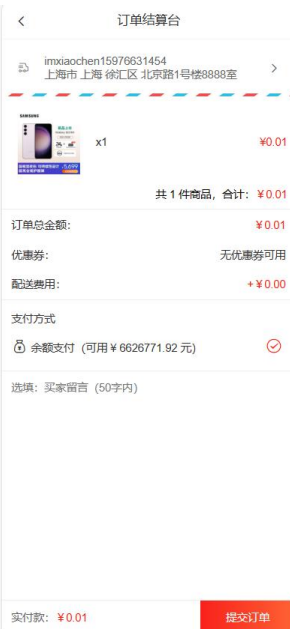 订单结算台
imxiaochen15976631454
上海市 上海 徐汇区 北京路1号楼8888室
SAMSUNG
x1
¥0.01
共1件商品，合计：¥0.01
订单总金额：
¥0.01
优惠券：
无优惠券可用
配送费用：
+¥0.00
支付方式
余额支付（可用¥6626771.92元）
选填：买家留言（50字内）
实付款：¥0.01
提交订单